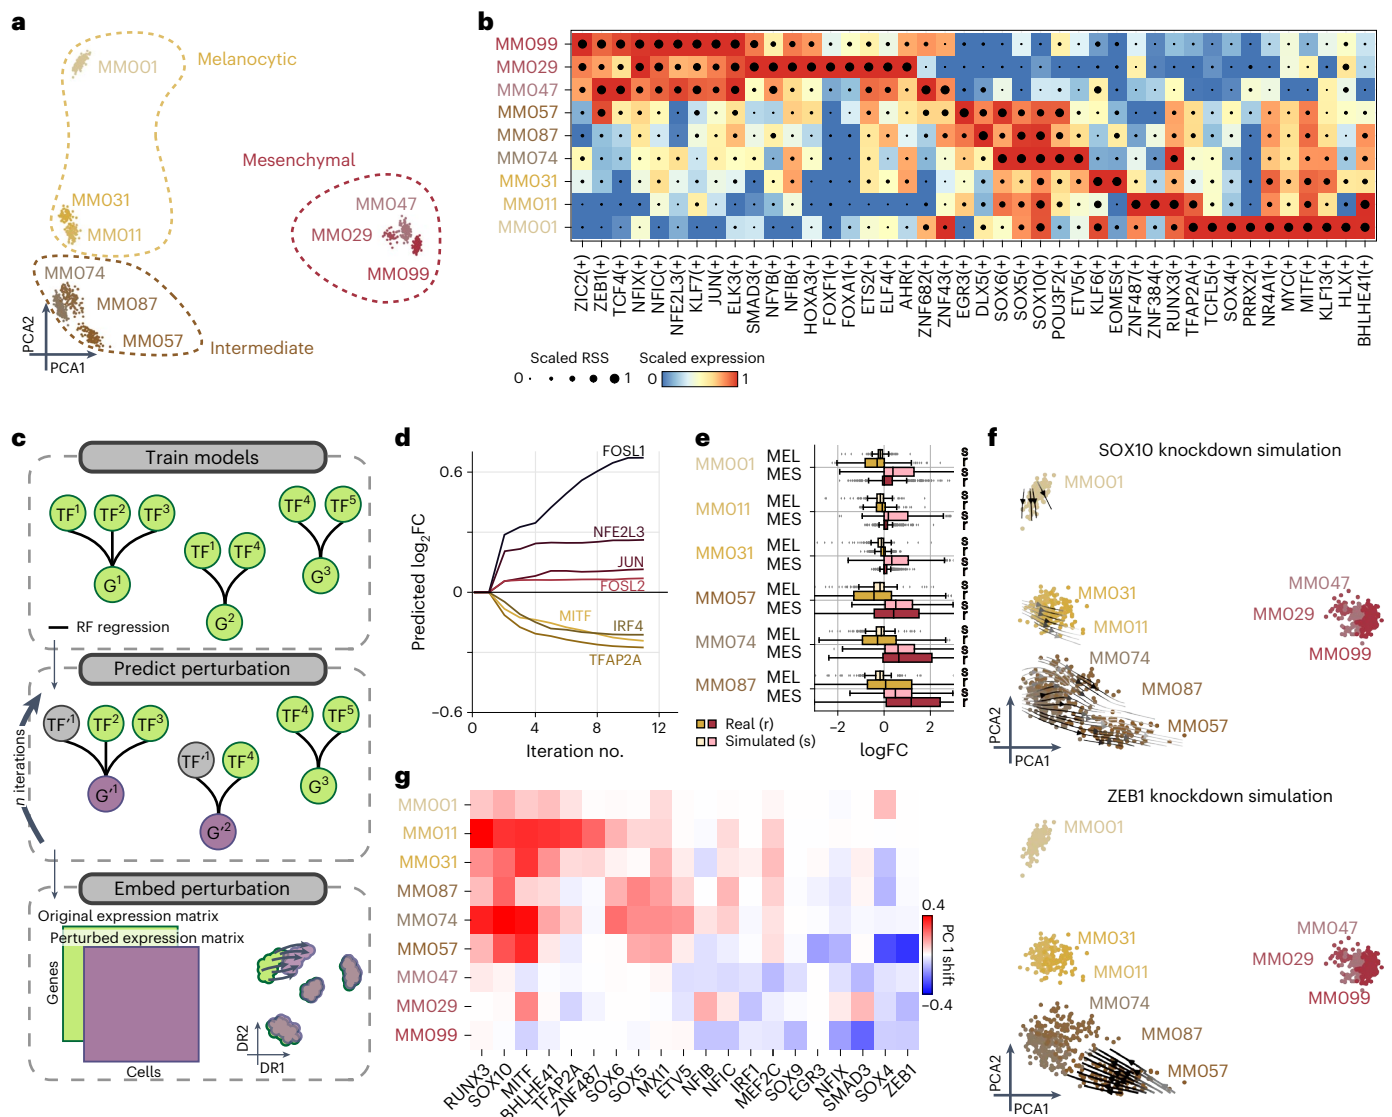 a
MM001
Melanocytic
MM031
MM011
Mesenchymal
MM047
MM029
MM099
MM074
MM087
MM057
Intermediate
PCA2
PCA1
b
MM099
MM029
MM047
MM057
MM087
MM074
MM031
MM011
MM001
ZIC2(+)
ZEB1(+)
TCF4(+)
NFIX(+)
NFIC(+)
NFE2L3(+)
KLF7(+)
JUN(+)
ELK3(+)
SMAD3(+)
NFYB(+)
NFIB(+)
HOXA3(+)
FOXF1(+)
FOXA1(+)
ETS2(+)
ELF4(+)
AHR(+)
ZNF682(+)
ZNF43(+)
EGR3(+)
DLX5(+)
SOX6(+)
SOX5(+)
SOX10(+)
POU3F2(+)
ETV5(+)
KLF6(+)
EOMES(+)
ZNF487(+)
ZNF384(+)
RUNX3(+)
TFAP2A(+)
TCFL5(+)
SOX4(+)
PRRX2(+)
NR4A1(+)
MYC(+)
MITF(+)
KLF13(+)
HLX(+)
BHLHE41(+)
Scaled RSS
0 1
Scaled expression
0 1
c
Train models
TF1 TF2 TF3
G1
TF1 TF4
G2
TF4 TF5
G3
RF regression
Predict perturbation
n iterations
TF′1 TF2 TF3
G′1
TF′1 TF4
G′2
TF4 TF5
G3
Embed perturbation
Original expression matrix
Perturbed expression matrix
Genes
Cells
DR2
DR1
d
Predicted log2FC
0.6
0
−0.6
FOSL1
NFE2L3
JUN
FOSL2
MITF
IRF4
TFAP2A
0 4 8 12
Iteration no.
e
MM001 MEL s r
MES s r
MM011 MEL s r
MES s r
MM031 MEL s r
MES s r
MM057 MEL s r
MES s r
MM074 MEL s r
MES s r
MM087 MEL s r
MES s r
−2 0 2
logFC
Real (r)
Simulated (s)
f
SOX10 knockdown simulation
MM001
MM031
MM011
MM047
MM029
MM099
MM074
MM087
MM057
PCA2
PCA1
ZEB1 knockdown simulation
MM001
MM031
MM011
MM047
MM029
MM099
MM074
MM087
MM057
PCA2
PCA1
g
MM001
MM011
MM031
MM087
MM074
MM057
MM047
MM029
MM099
RUNX3
SOX10
MITF
BHLHE41
TFAP2A
ZNF487
SOX6
SOX5
MXI1
ETV5
NFIB
NFIC
IRF1
MEF2C
SOX9
EGR3
NFIX
SMAD3
SOX4
ZEB1
0.4
PC 1 shift
−0.4